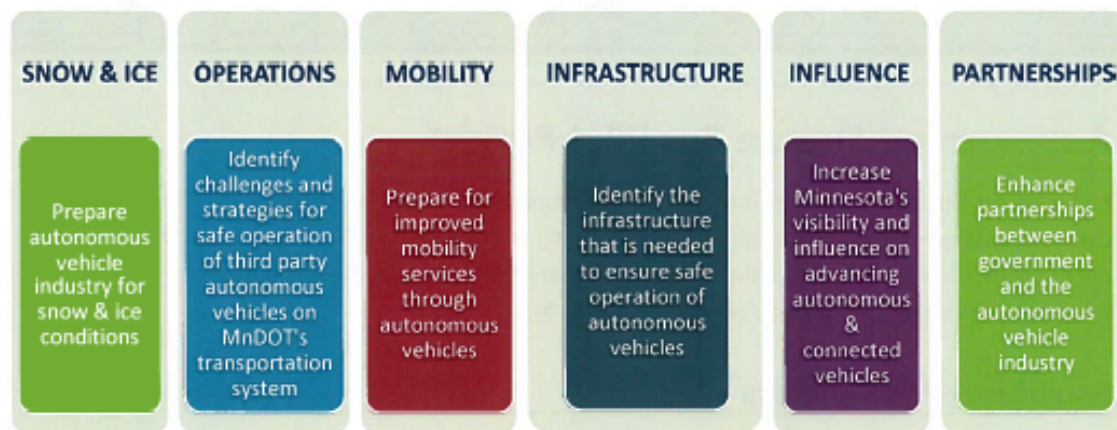 SNOW & ICE
Prepare
autonomous
vehicle
industry for
snow & ice
conditions
OPERATIONS
Identify
challenges and
strategies for
safe operation
of third party
autonomous
vehicles on
MnDOT's
transportation
system
MOBILITY
Prepare for
improved
mobility
services
through
autonomous
vehicles
INFRASTRUCTURE
Identify the
infrastructure
that is needed
to ensure safe
operation of
autonomous
vehicles
INFLUENCE
Increase
Minnesota's
visibility and
influence on
advancing
autonomous
&
connected
vehicles
PARTNERSHIPS
Enhance
partnerships
between
government
and the
autonomous
vehicle
industry